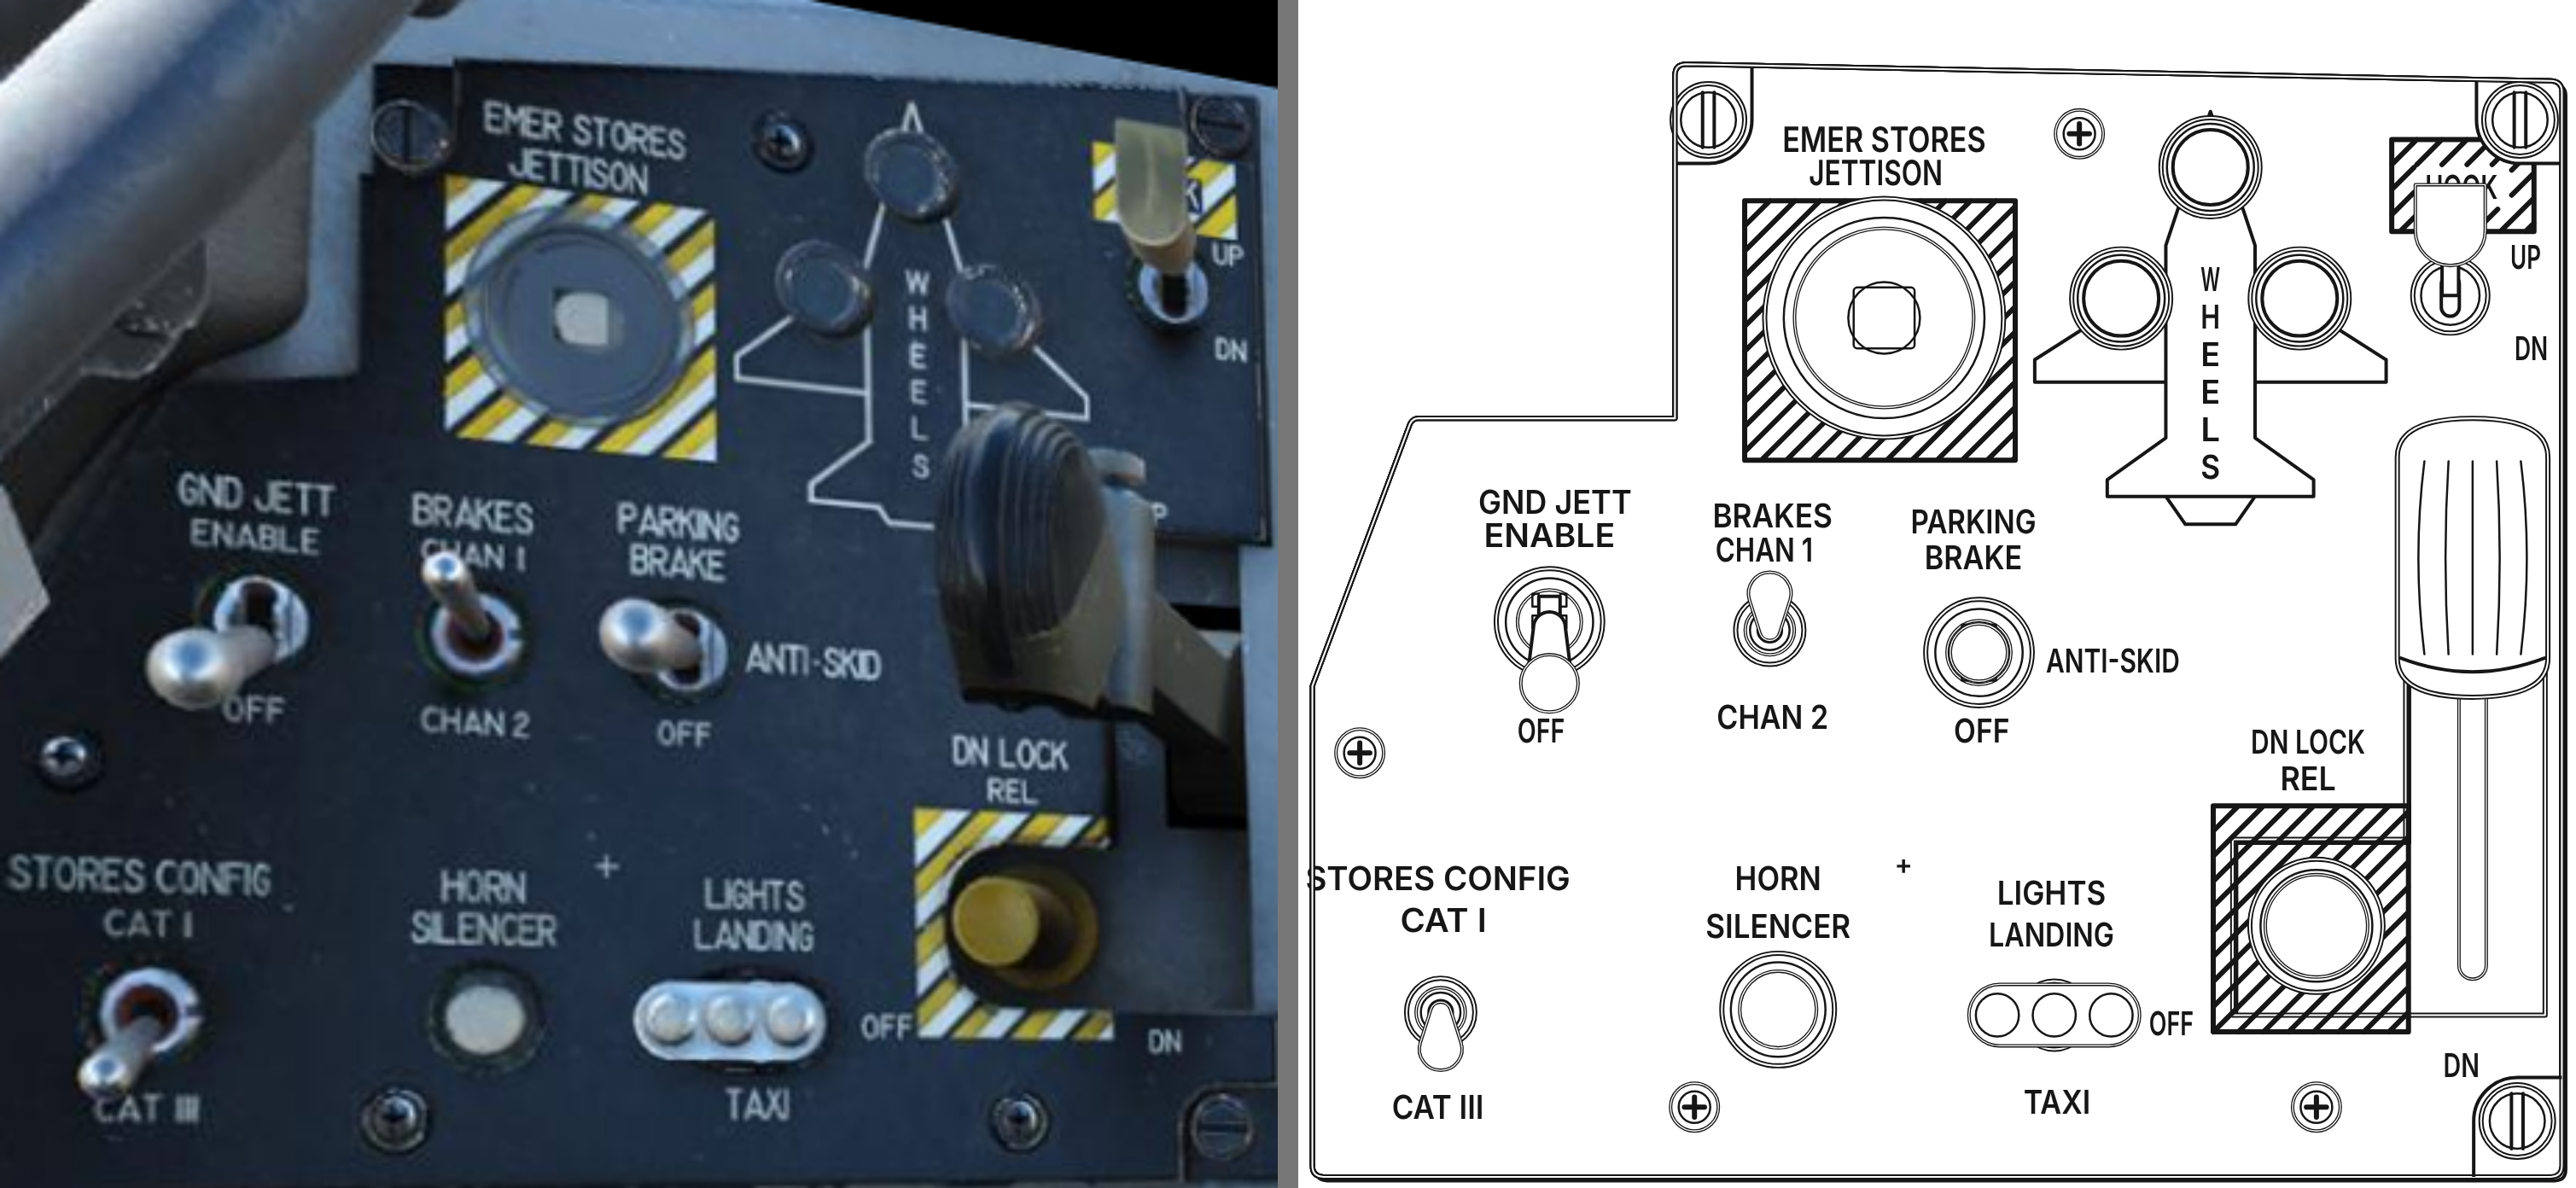 EMER STORES
JETTISON
WHEELS
UP
DN
GND JETT
ENABLE
OFF
BRAKES
CHAN 1
CHAN 2
PARKING
BRAKE
ANTI-SKID
OFF
DN LOCK
REL
STORES CONFIG
CAT I
CAT III
HORN
SILENCER
LIGHTS
LANDING
OFF
TAXI
DN
EMER STORES
JETTISON
WHEELS
HOOK
UP
DN
GND JETT
ENABLE
OFF
BRAKES
CHAN 1
CHAN 2
PARKING
BRAKE
ANTI-SKID
OFF
DN LOCK
REL
STORES CONFIG
CAT I
CAT III
HORN
SILENCER
LIGHTS
LANDING
OFF
TAXI
DN